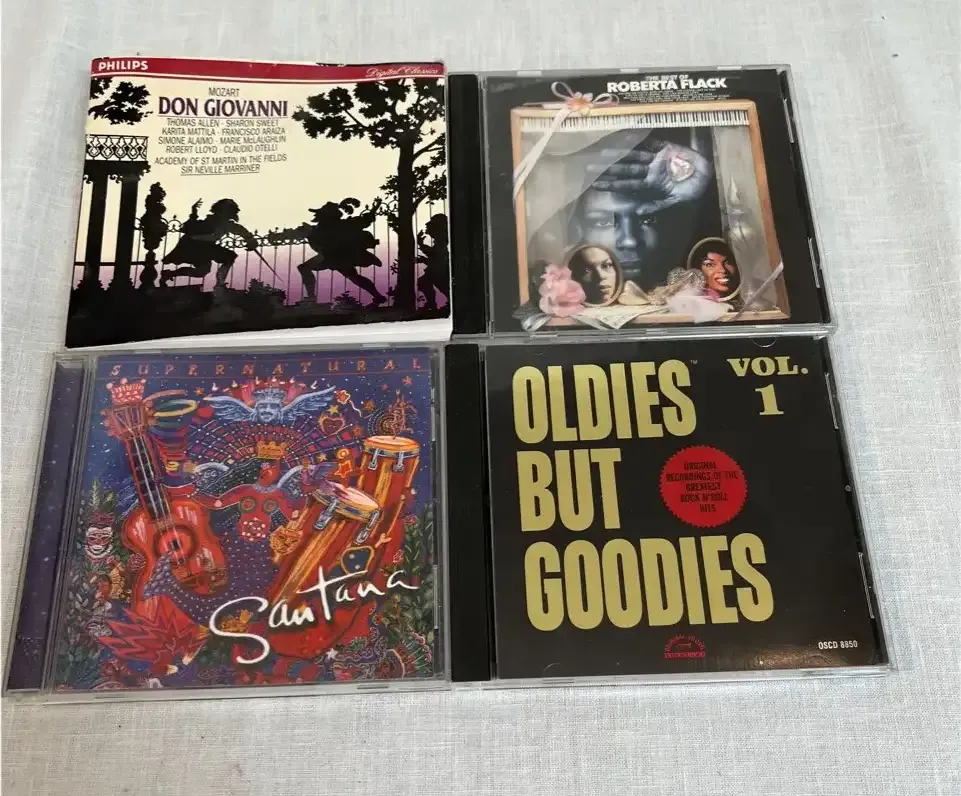 PHILIPS
Digital Classics
MOZART
DON GIOVANNI
THOMAS ALLEN · SHARON SWEET
KARITA MATTILA · FRANCISCO ARAIZA
SIMONE ALAIMO · MARIE McLAUGHLIN
ROBERT LLOYD · CLAUDIO OTELLI
ACADEMY OF ST MARTIN IN THE FIELDS
SIR NEVILLE MARRINER
THE BEST OF
ROBERTA FLACK
SUPERNATURAL
Santana
OLDIES™
BUT
GOODIES
VOL.
1
ORIGINAL
RECORDINGS OF THE
GREATEST
ROCK N'ROLL
HITS
OSCD 8850